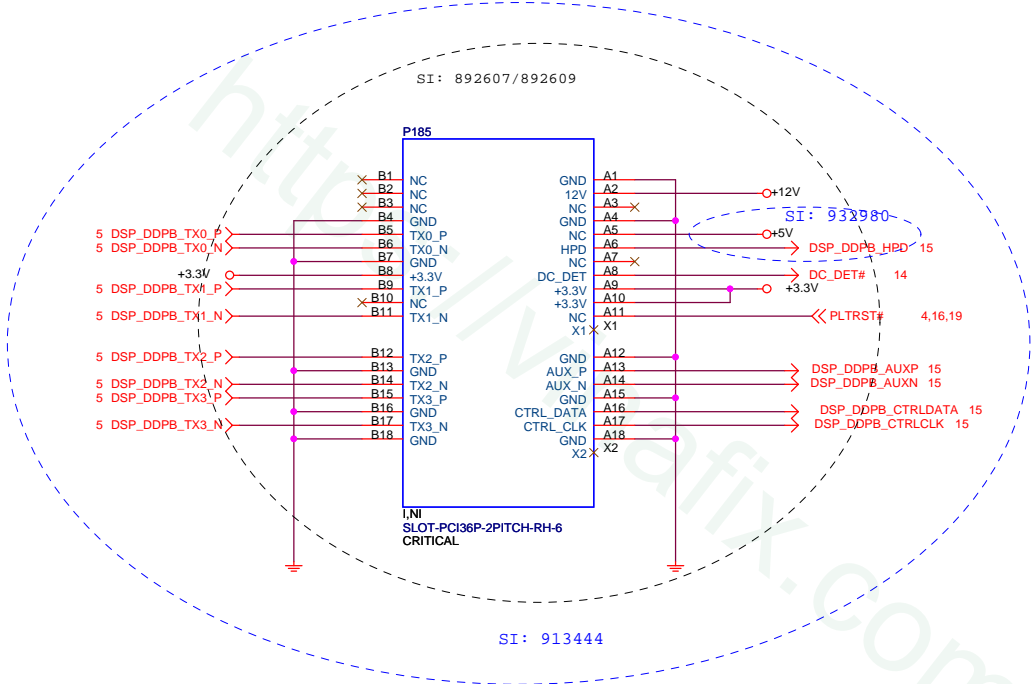 SI: 892607/892609
P185
B1 NC GND A1
B2 NC 12V A2 +12V
B3 NC NC A3
B4 GND GND A4 SI: 932980
5 DSP_DDPB_TX0_P B5 TX0_P NC A5 +5V
5 DSP_DDPB_TX0_N B6 TX0_N HPD A6 DSP_DDPB_HPD 15
B7 GND NC A7
+3.3V B8 +3.3V DC_DET A8 DC_DET# 14
5 DSP_DDPB_TX1_P B9 TX1_P +3.3V A9 +3.3V
B10 NC +3.3V A10
5 DSP_DDPB_TX1_N B11 TX1_N NC A11 PLTRST# 4,16,19
X1 X1
5 DSP_DDPB_TX2_P B12 TX2_P GND A12
B13 GND AUX_P A13 DSP_DDPB_AUXP 15
5 DSP_DDPB_TX2_N B14 TX2_N AUX_N A14 DSP_DDPB_AUXN 15
5 DSP_DDPB_TX3_P B15 TX3_P GND A15
B16 GND CTRL_DATA A16 DSP_DDPB_CTRLDATA 15
5 DSP_DDPB_TX3_N B17 TX3_N CTRL_CLK A17 DSP_DDPB_CTRLCLK 15
B18 GND GND A18
X2 X2
I,NI
SLOT-PCI36P-2PITCH-RH-6
CRITICAL
SI: 913444